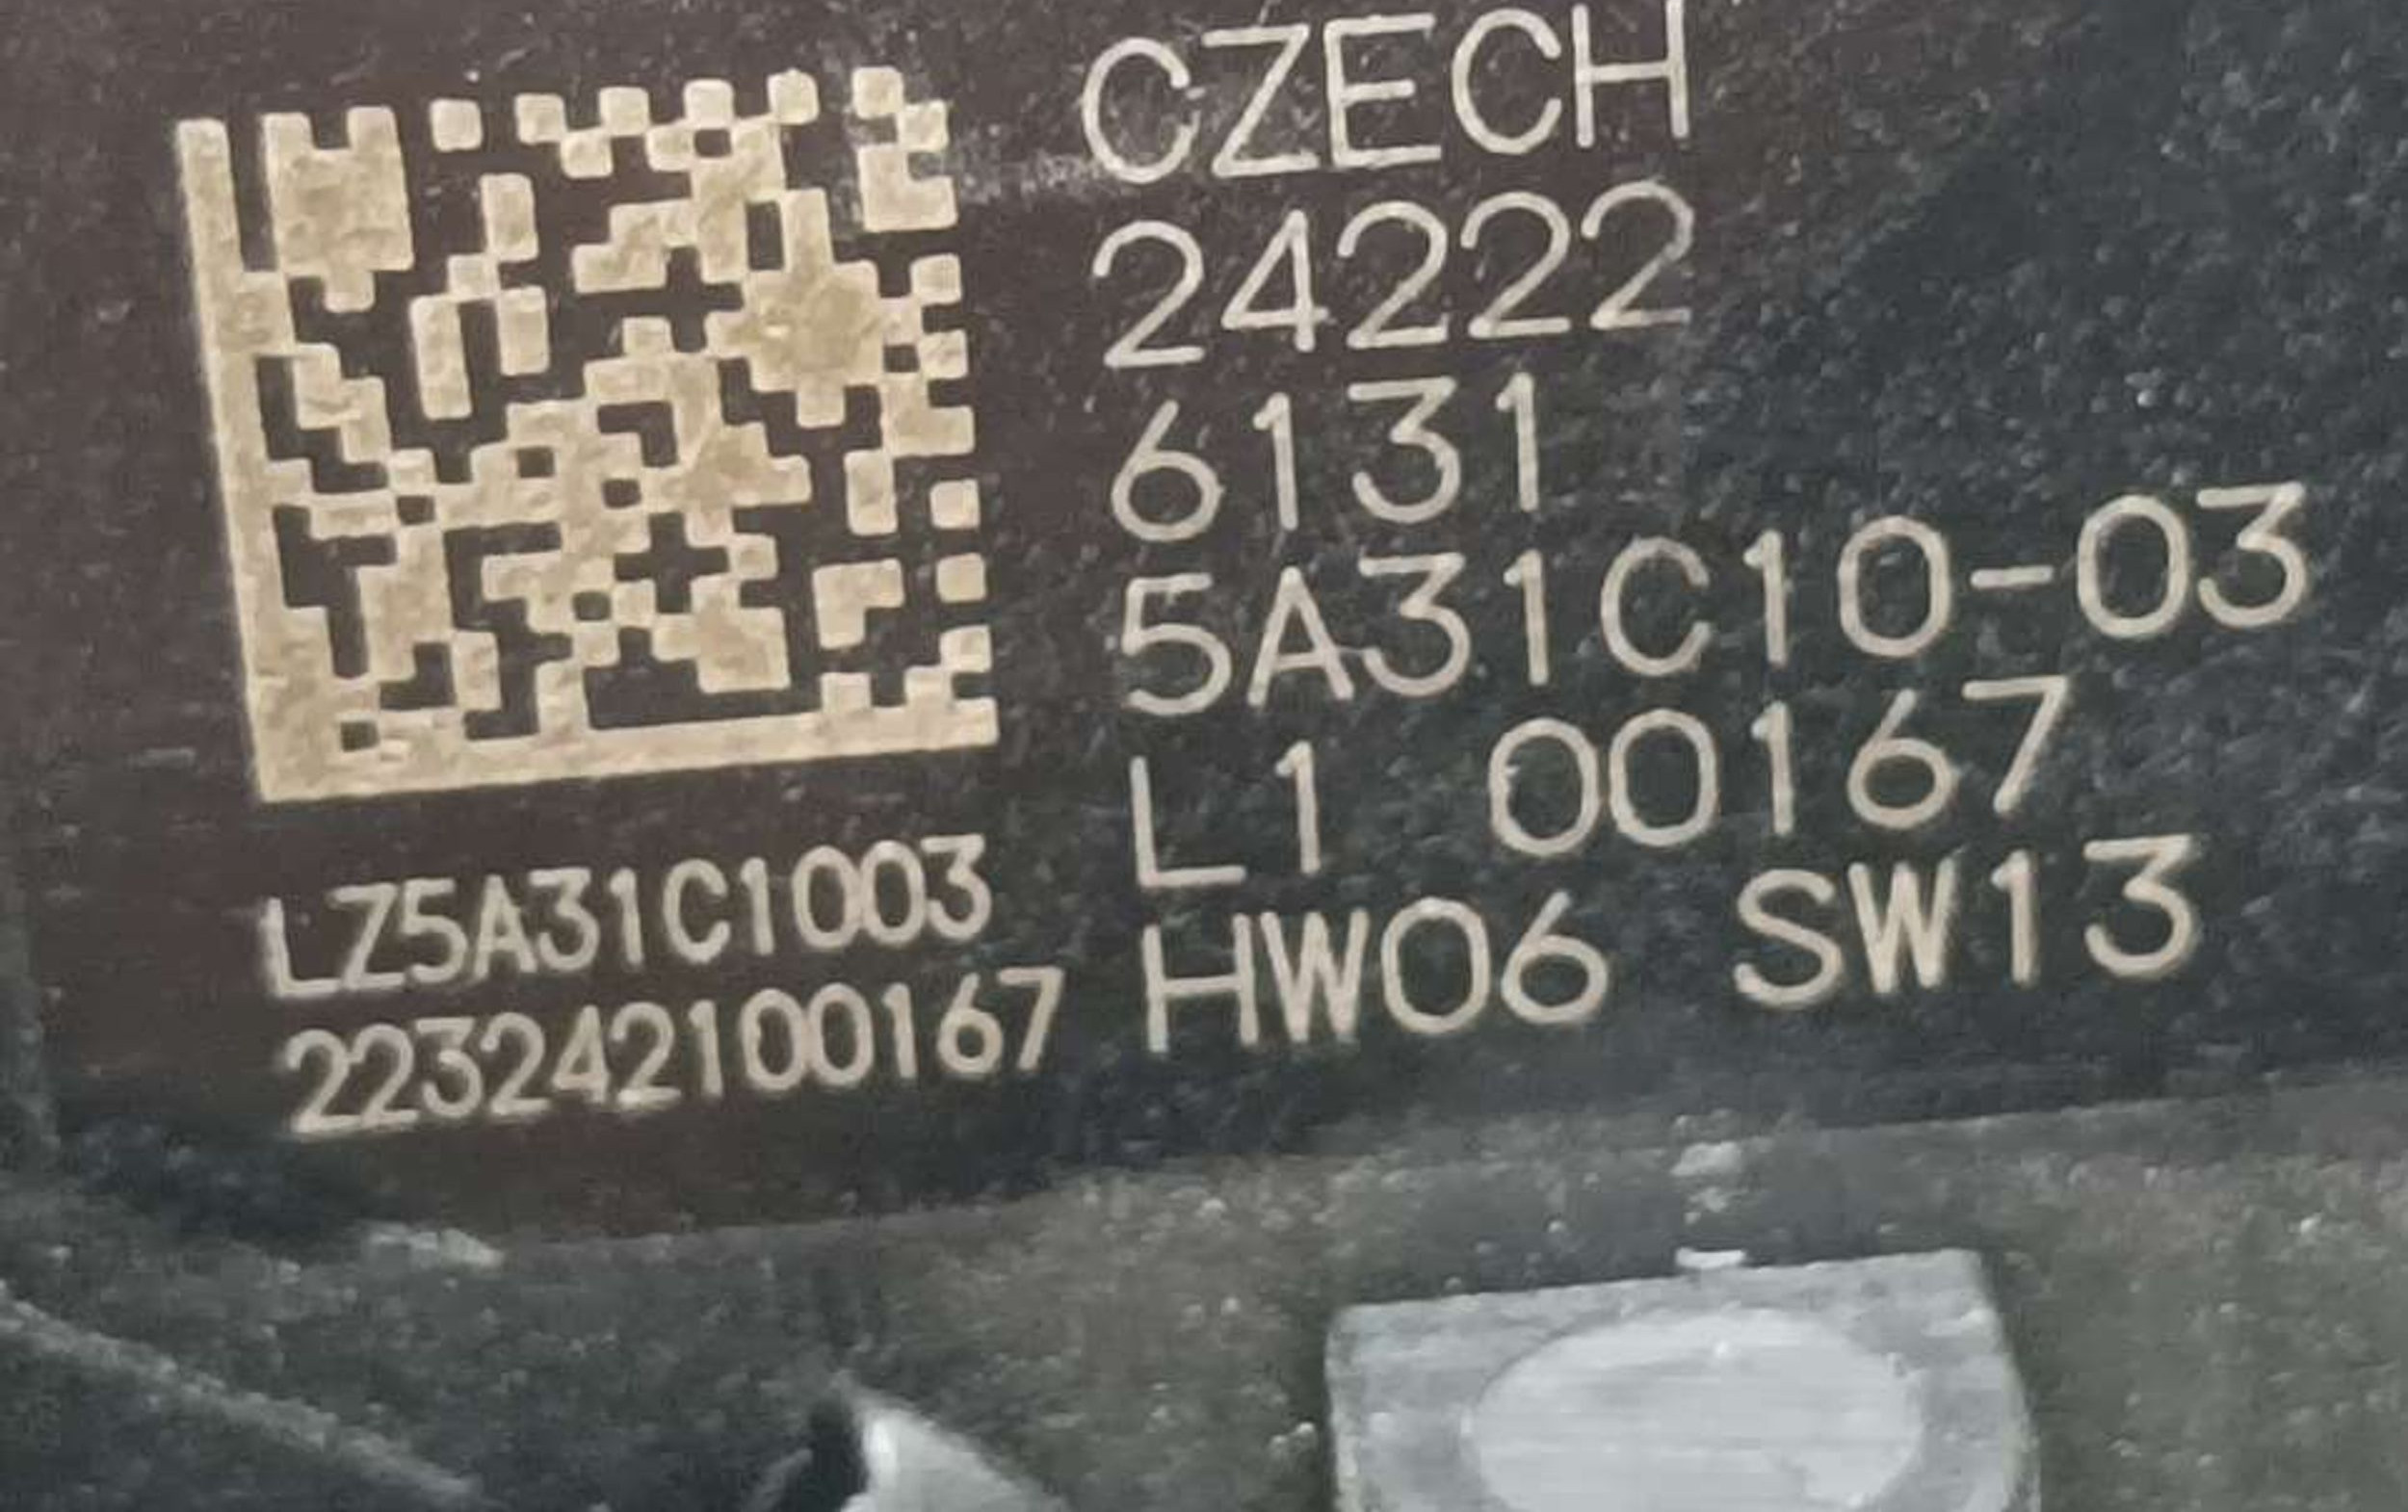 CZECH
24222
6131
5A31C10-03
L1 00167
HW06 SW13
LZ5A31C1003
223242100167